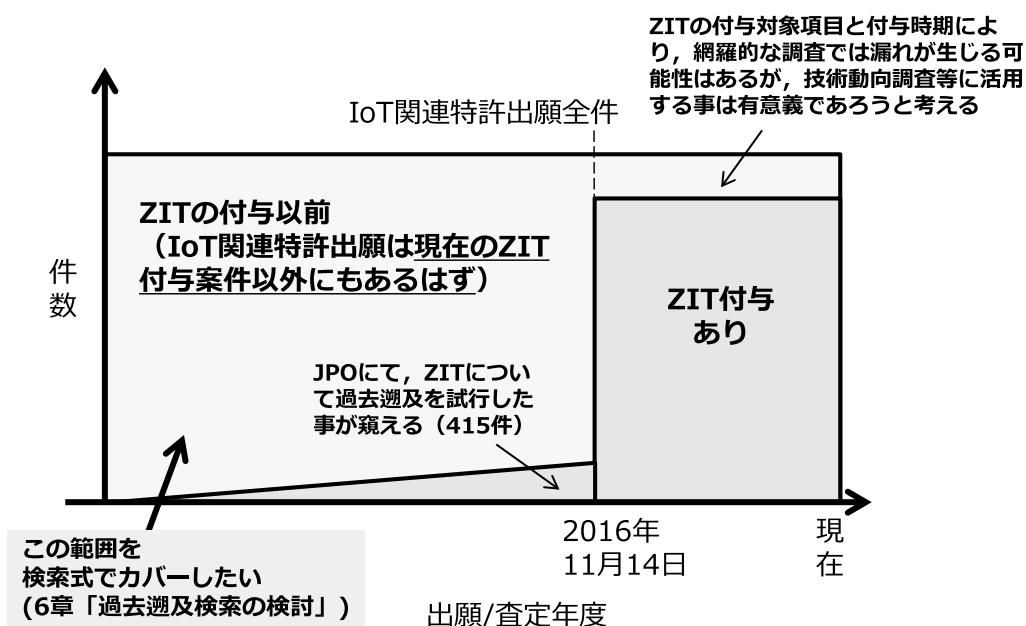 ZITの付与対象項目と付与時期によ
り，網羅的な調査では漏れが生じる可
能性はあるが，技術動向調査等に活用
する事は有意義であろうと考える
IoT関連特許出願全件
ZITの付与以前
（IoT関連特許出願は現在のZIT
付与案件以外にもあるはず）
件
数
ZIT付与
あり
JPOにて，ZITについ
て過去遡及を試行した
事が窺える（415件）
2016年
11月14日
現
在
この範囲を
検索式でカバーしたい
(6章「過去遡及検索の検討」)
出願/査定年度